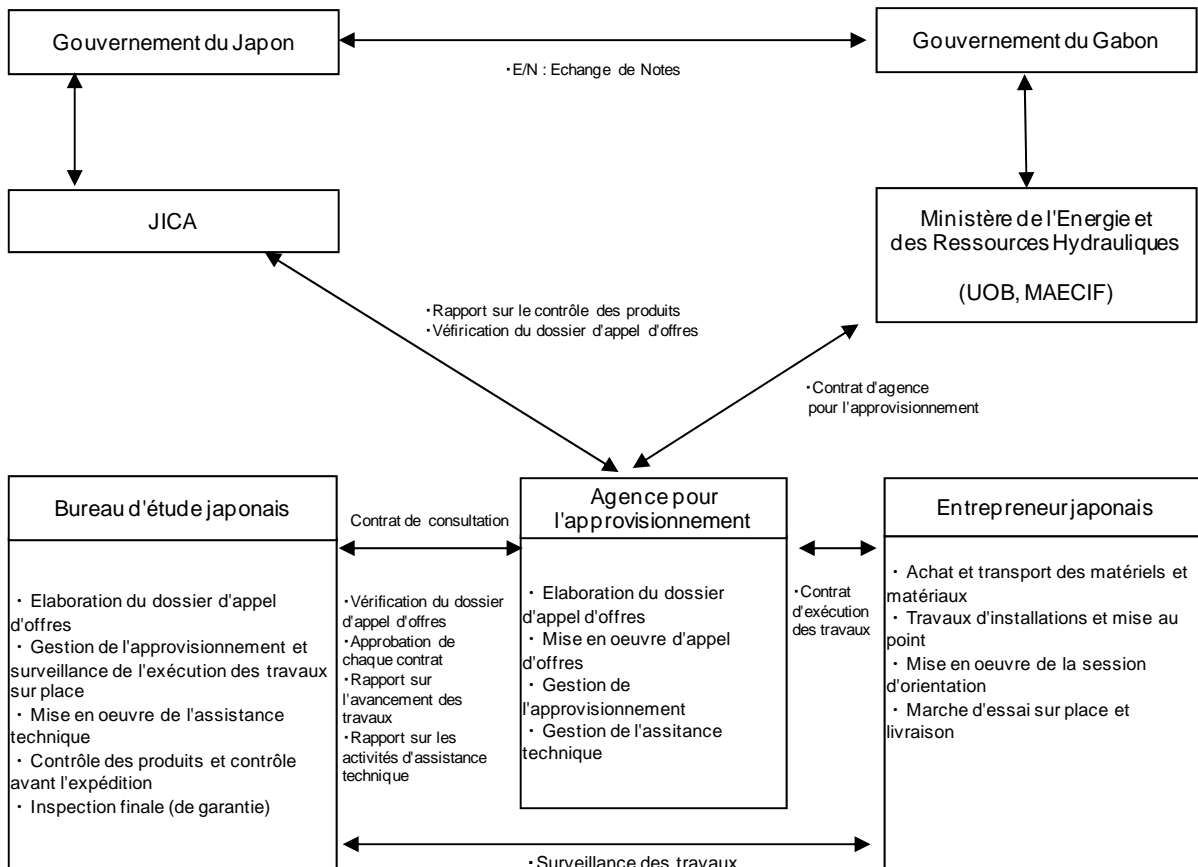 Gouvernement du Japon
Gouvernement du Gabon
・E/N : Echange de Notes
JICA
Ministère de l'Energie et
des Ressources Hydrauliques
(UOB, MAECIF)
・Rapport sur le contrôle des produits
・Véfirication du dossier d'appel d'offres
・Contrat d'agence
pour l'approvisionnement
Bureau d'étude japonais
・ Elaboration du dossier d'appel
d'offres
・ Gestion de l'approvisionnement et
surveillance de l'exécution des travaux
sur place
・ Mise en oeuvre de l'assistance
technique
・ Contrôle des produits et contrôle
avant l'expédition
・ Inspection finale (de garantie)
Contrat de consultation
・Vérification du dossier
d'appel d'offres
・Approbation de
chaque contrat
・Rapport sur
l'avancement des
travaux
・Rapport sur les
activités d'assistance
technique
Agence pour
l'approvisionnement
・ Elaboration du dossier
d'appel d'offres
・ Mise en oeuvre d'appel
d'offres
・ Gestion de
l'approvisionnement
・ Gestion de l'assitance
technique
・Contrat
d'exécution
des travaux
Entrepreneur japonais
・ Achat et transport des matériels et
matériaux
・ Travaux d'installations et mise au
point
・ Mise en oeuvre de la session
d'orientation
・ Marche d'essai sur place et
livraison
・Surveillance des travaux